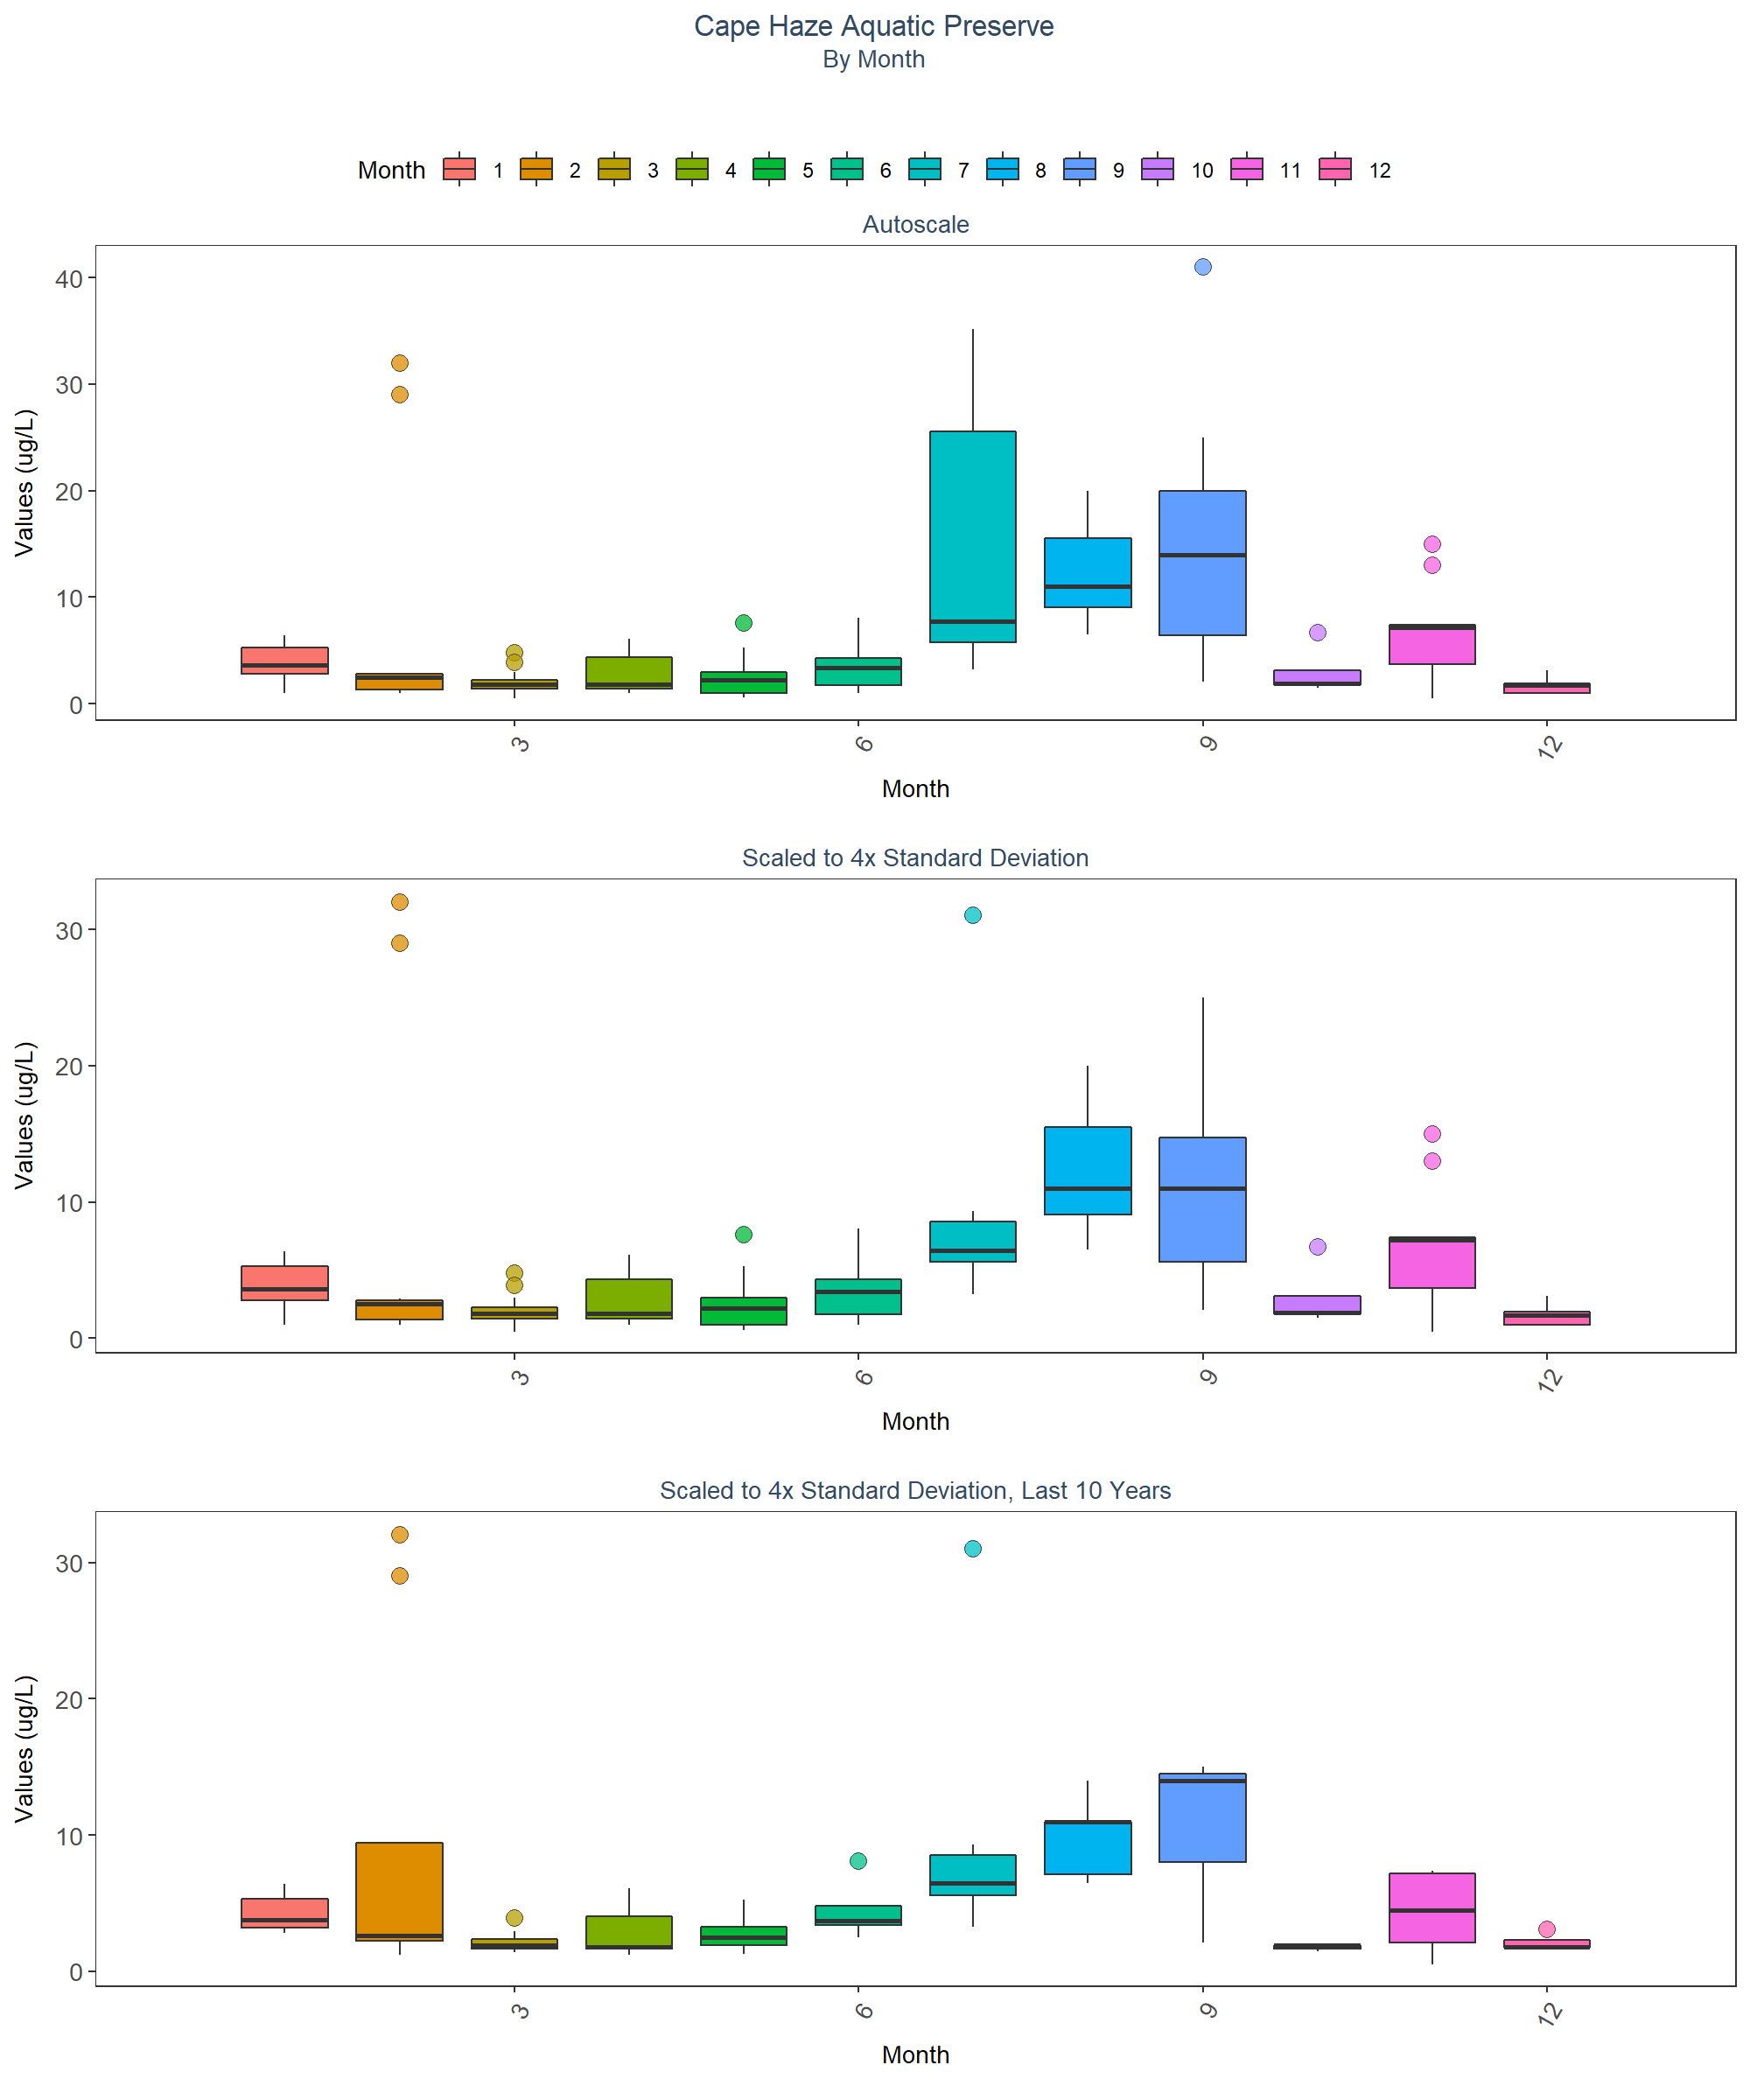 Cape Haze Aquatic Preserve
By Month
Month 1 2 3 4 5 6 7 8 9 10 11 12
Autoscale
Values (ug/L)
40
30
20
10
0
3 6 9 12
Month
Scaled to 4x Standard Deviation
Values (ug/L)
30
20
10
0
3 6 9 12
Month
Scaled to 4x Standard Deviation, Last 10 Years
Values (ug/L)
30
20
10
0
3 6 9 12
Month